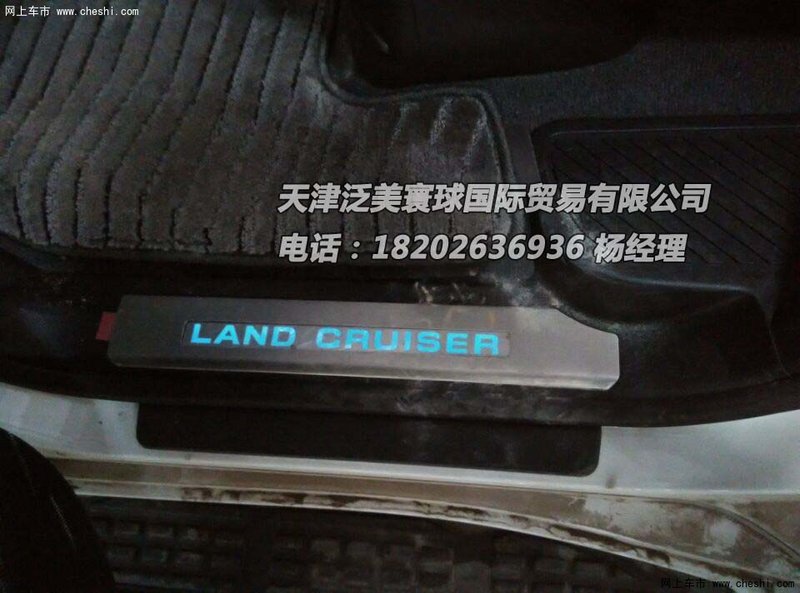 网上车市 www.cheshi.com
天津泛美寰球国际贸易有限公司
电话：18202636936 杨经理
LAND CRUISER
网上车市 www.cheshi.com